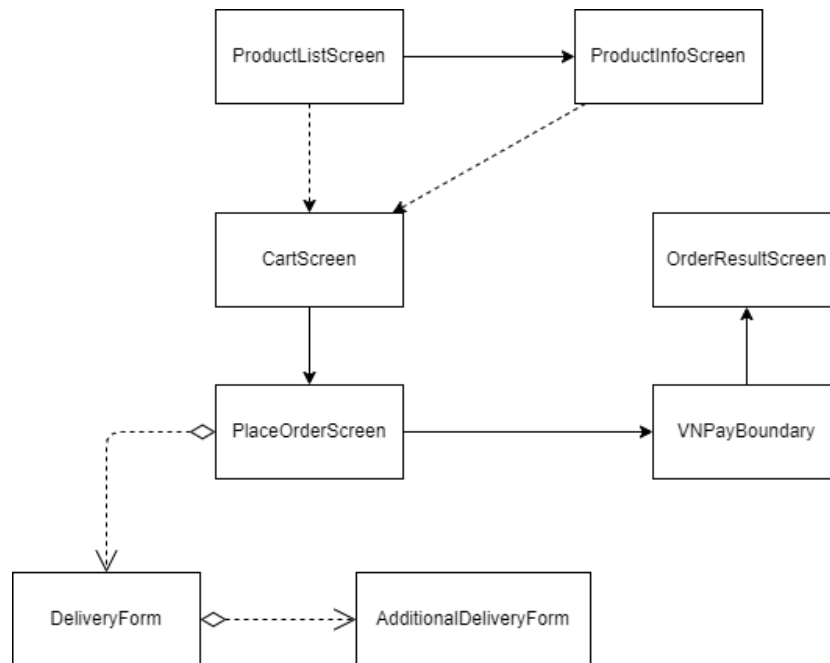 ProductListScreen
ProductInfoScreen
CartScreen
OrderResultScreen
PlaceOrderScreen
VNPayBoundary
DeliveryForm
AdditionalDeliveryForm